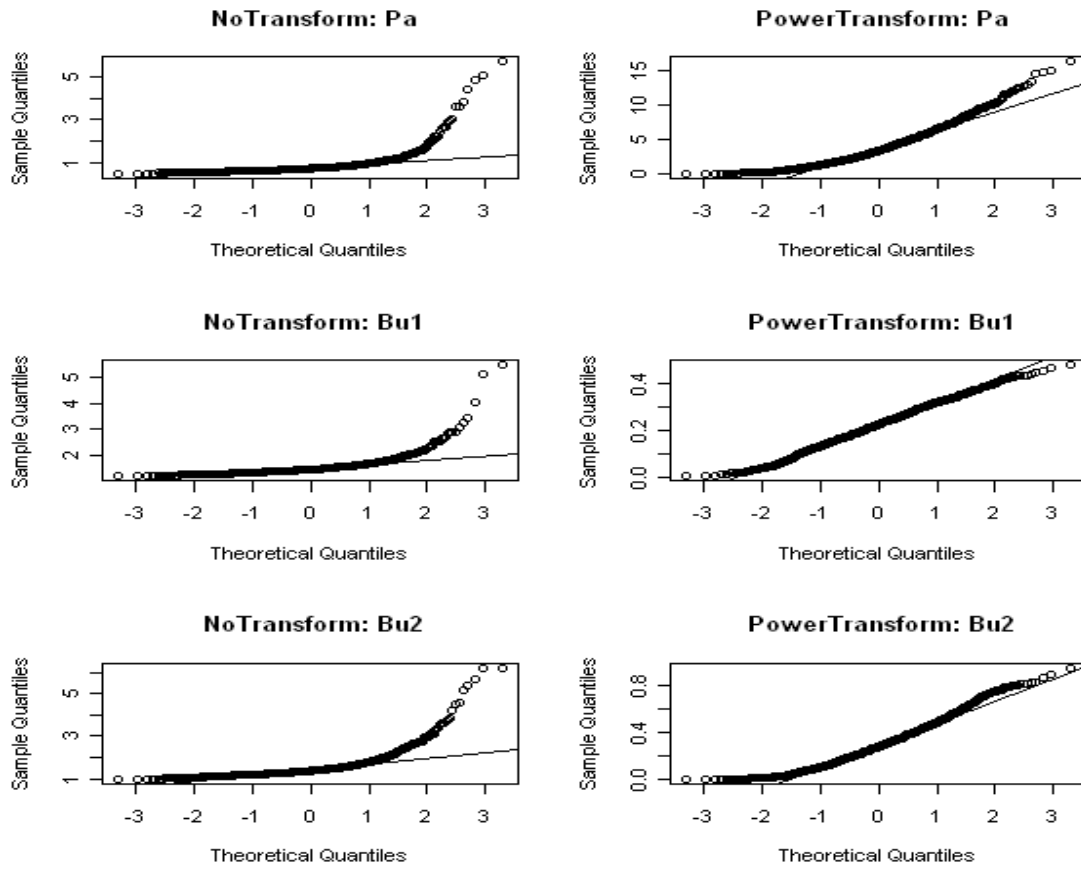 NoTransform: Pa
Sample Quantiles
5
3
1
-3 -2 -1 0 1 2 3
Theoretical Quantiles
PowerTransform: Pa
Sample Quantiles
15
10
5
0
-3 -2 -1 0 1 2 3
Theoretical Quantiles
NoTransform: Bu1
Sample Quantiles
5
4
3
2
-3 -2 -1 0 1 2 3
Theoretical Quantiles
PowerTransform: Bu1
Sample Quantiles
0.4
0.2
0.0
-3 -2 -1 0 1 2 3
Theoretical Quantiles
NoTransform: Bu2
Sample Quantiles
5
3
1
-3 -2 -1 0 1 2 3
Theoretical Quantiles
PowerTransform: Bu2
Sample Quantiles
0.8
0.4
0.0
-3 -2 -1 0 1 2 3
Theoretical Quantiles